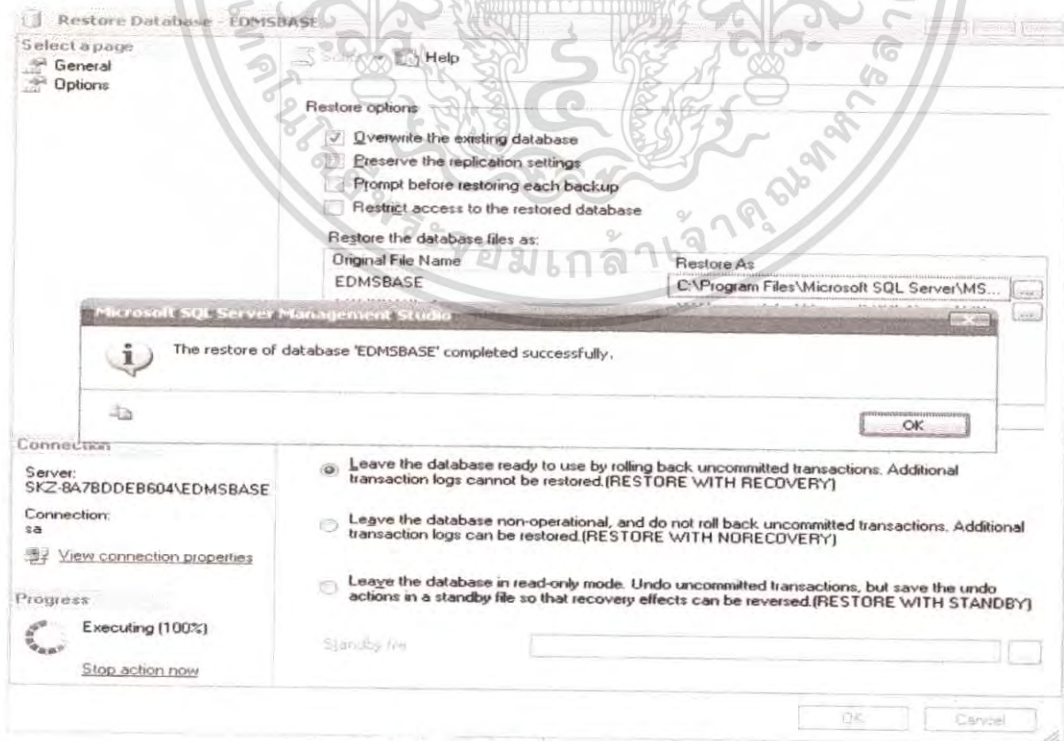 Restore Database - EDMSBASE
Select a page
General
Options
Script
Help
Restore options
Overwrite the existing database
Preserve the replication settings
Prompt before restoring each backup
Restrict access to the restored database
Restore the database files as:
Original File Name
Restore As
EDMSBASE
C:\Program Files\Microsoft SQL Server\MS...
Microsoft SQL Server Management Studio
The restore of database 'EDMSBASE' completed successfully.
OK
Connection
Server:
SKZ-8A7BDDEB604\EDMSBASE
Connection:
sa
View connection properties
Progress
Executing (100%)
Stop action now
Leave the database ready to use by rolling back uncommitted transactions. Additional
transaction logs cannot be restored.(RESTORE WITH RECOVERY)
Leave the database non-operational, and do not roll back uncommitted transactions. Additional
transaction logs can be restored.(RESTORE WITH NORECOVERY)
Leave the database in read-only mode. Undo uncommitted transactions, but save the undo
actions in a standby file so that recovery effects can be reversed.(RESTORE WITH STANDBY)
Standby file
OK
Cancel